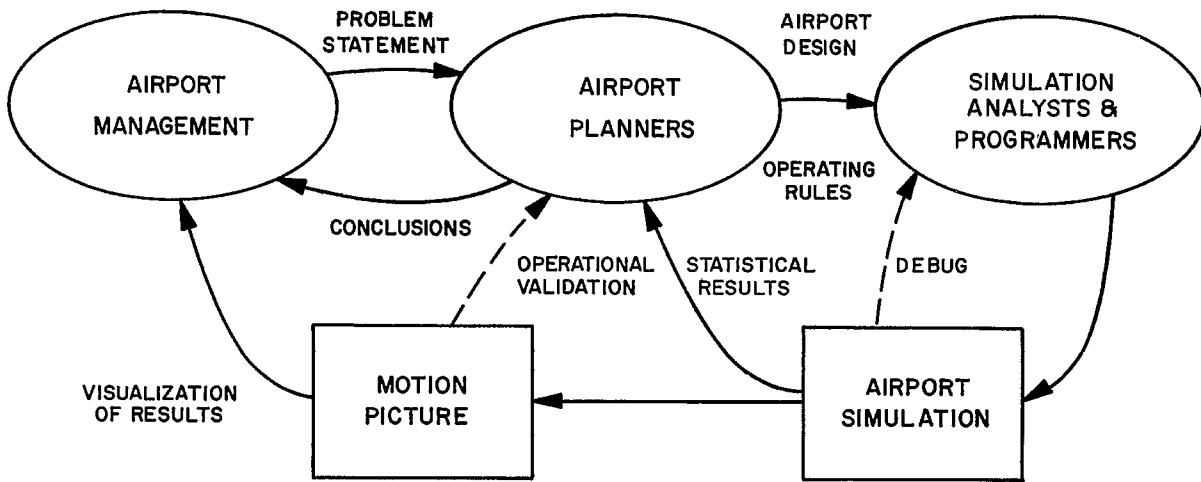 PROBLEM
STATEMENT
AIRPORT
DESIGN
AIRPORT
MANAGEMENT
AIRPORT
PLANNERS
SIMULATION
ANALYSTS &
PROGRAMMERS
CONCLUSIONS
OPERATING
RULES
OPERATIONAL
VALIDATION
STATISTICAL
RESULTS
DEBUG
VISUALIZATION
OF RESULTS
MOTION
PICTURE
AIRPORT
SIMULATION